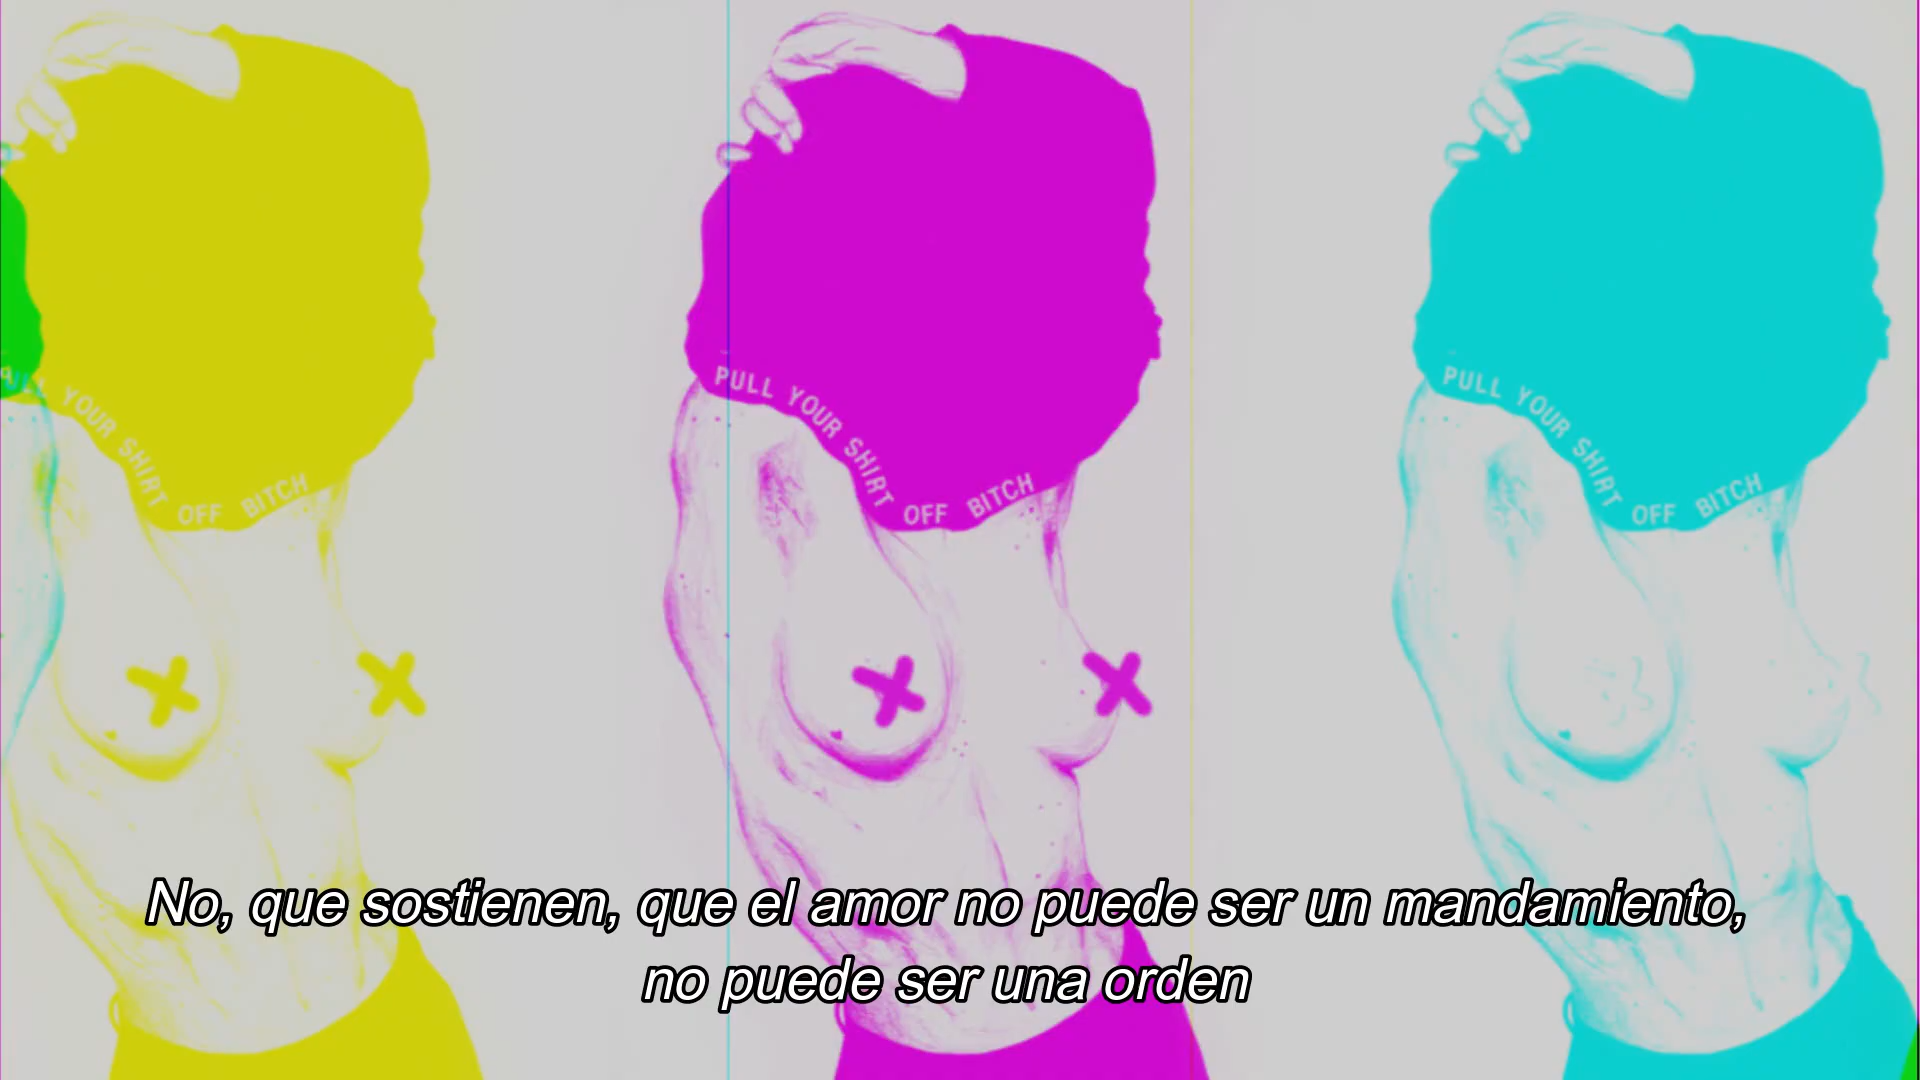 PULL YOUR SHIRT OFF BITCH
PULL YOUR SHIRT OFF BITCH
PULL YOUR SHIRT OFF BITCH
No, que sostienen, que el amor no puede ser un mandamiento,
no puede ser una orden